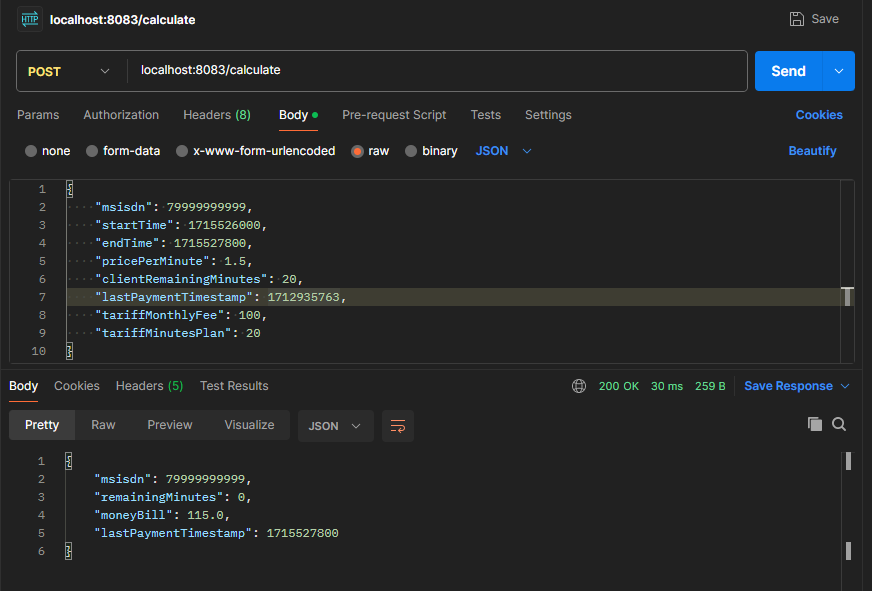 HTTP localhost:8083/calculate Save
POST localhost:8083/calculate Send
Params Authorization Headers (8) Body Pre-request Script Tests Settings Cookies
none form-data x-www-form-urlencoded raw binary JSON Beautify
1 {
2 "msisdn": 79999999999,
3 "startTime": 1715526000,
4 "endTime": 1715527800,
5 "pricePerMinute": 1.5,
6 "clientRemainingMinutes": 20,
7 "lastPaymentTimestamp": 1712935763,
8 "tariffMonthlyFee": 100,
9 "tariffMinutesPlan": 20
10 }
Body Cookies Headers (5) Test Results 200 OK 30 ms 259 B Save Response
Pretty Raw Preview Visualize JSON
1 {
2 "msisdn": 79999999999,
3 "remainingMinutes": 0,
4 "moneyBill": 115.0,
5 "lastPaymentTimestamp": 1715527800
6 }